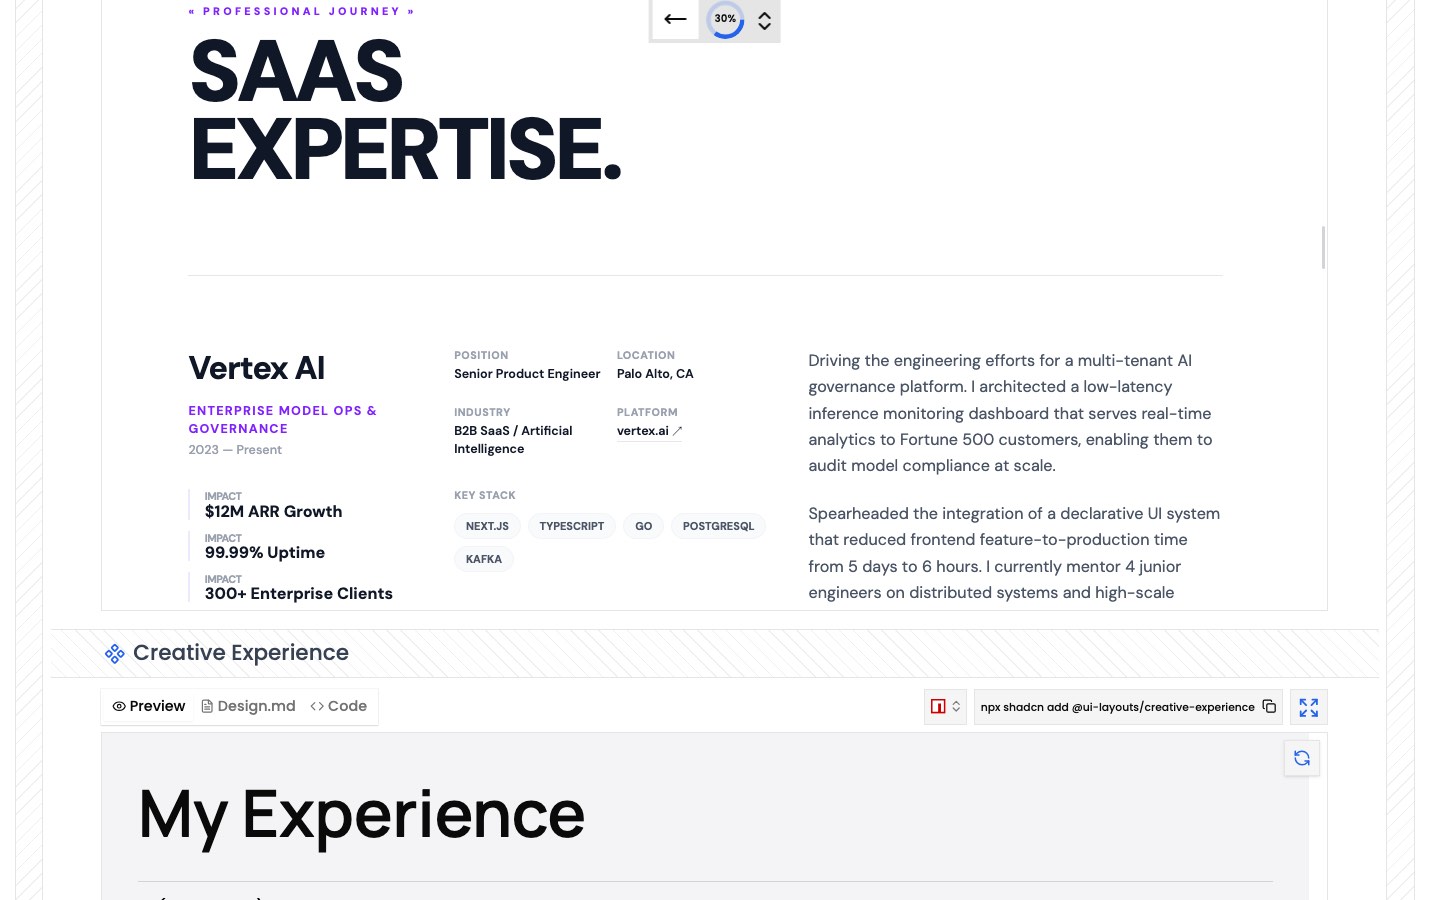 « PROFESSIONAL JOURNEY »
30%
SAAS
EXPERTISE.
Vertex AI
ENTERPRISE MODEL OPS &
GOVERNANCE
2023 — Present
IMPACT
$12M ARR Growth
IMPACT
99.99% Uptime
IMPACT
300+ Enterprise Clients
POSITION
Senior Product Engineer
LOCATION
Palo Alto, CA
INDUSTRY
B2B SaaS / Artificial
Intelligence
PLATFORM
vertex.ai ↗
KEY STACK
NEXT.JS TYPESCRIPT GO POSTGRESQL
KAFKA
Driving the engineering efforts for a multi-tenant AI
governance platform. I architected a low-latency
inference monitoring dashboard that serves real-time
analytics to Fortune 500 customers, enabling them to
audit model compliance at scale.
Spearheaded the integration of a declarative UI system
that reduced frontend feature-to-production time
from 5 days to 6 hours. I currently mentor 4 junior
engineers on distributed systems and high-scale
Creative Experience
Preview Design.md Code
npx shadcn add @ui-layouts/creative-experience
My Experience